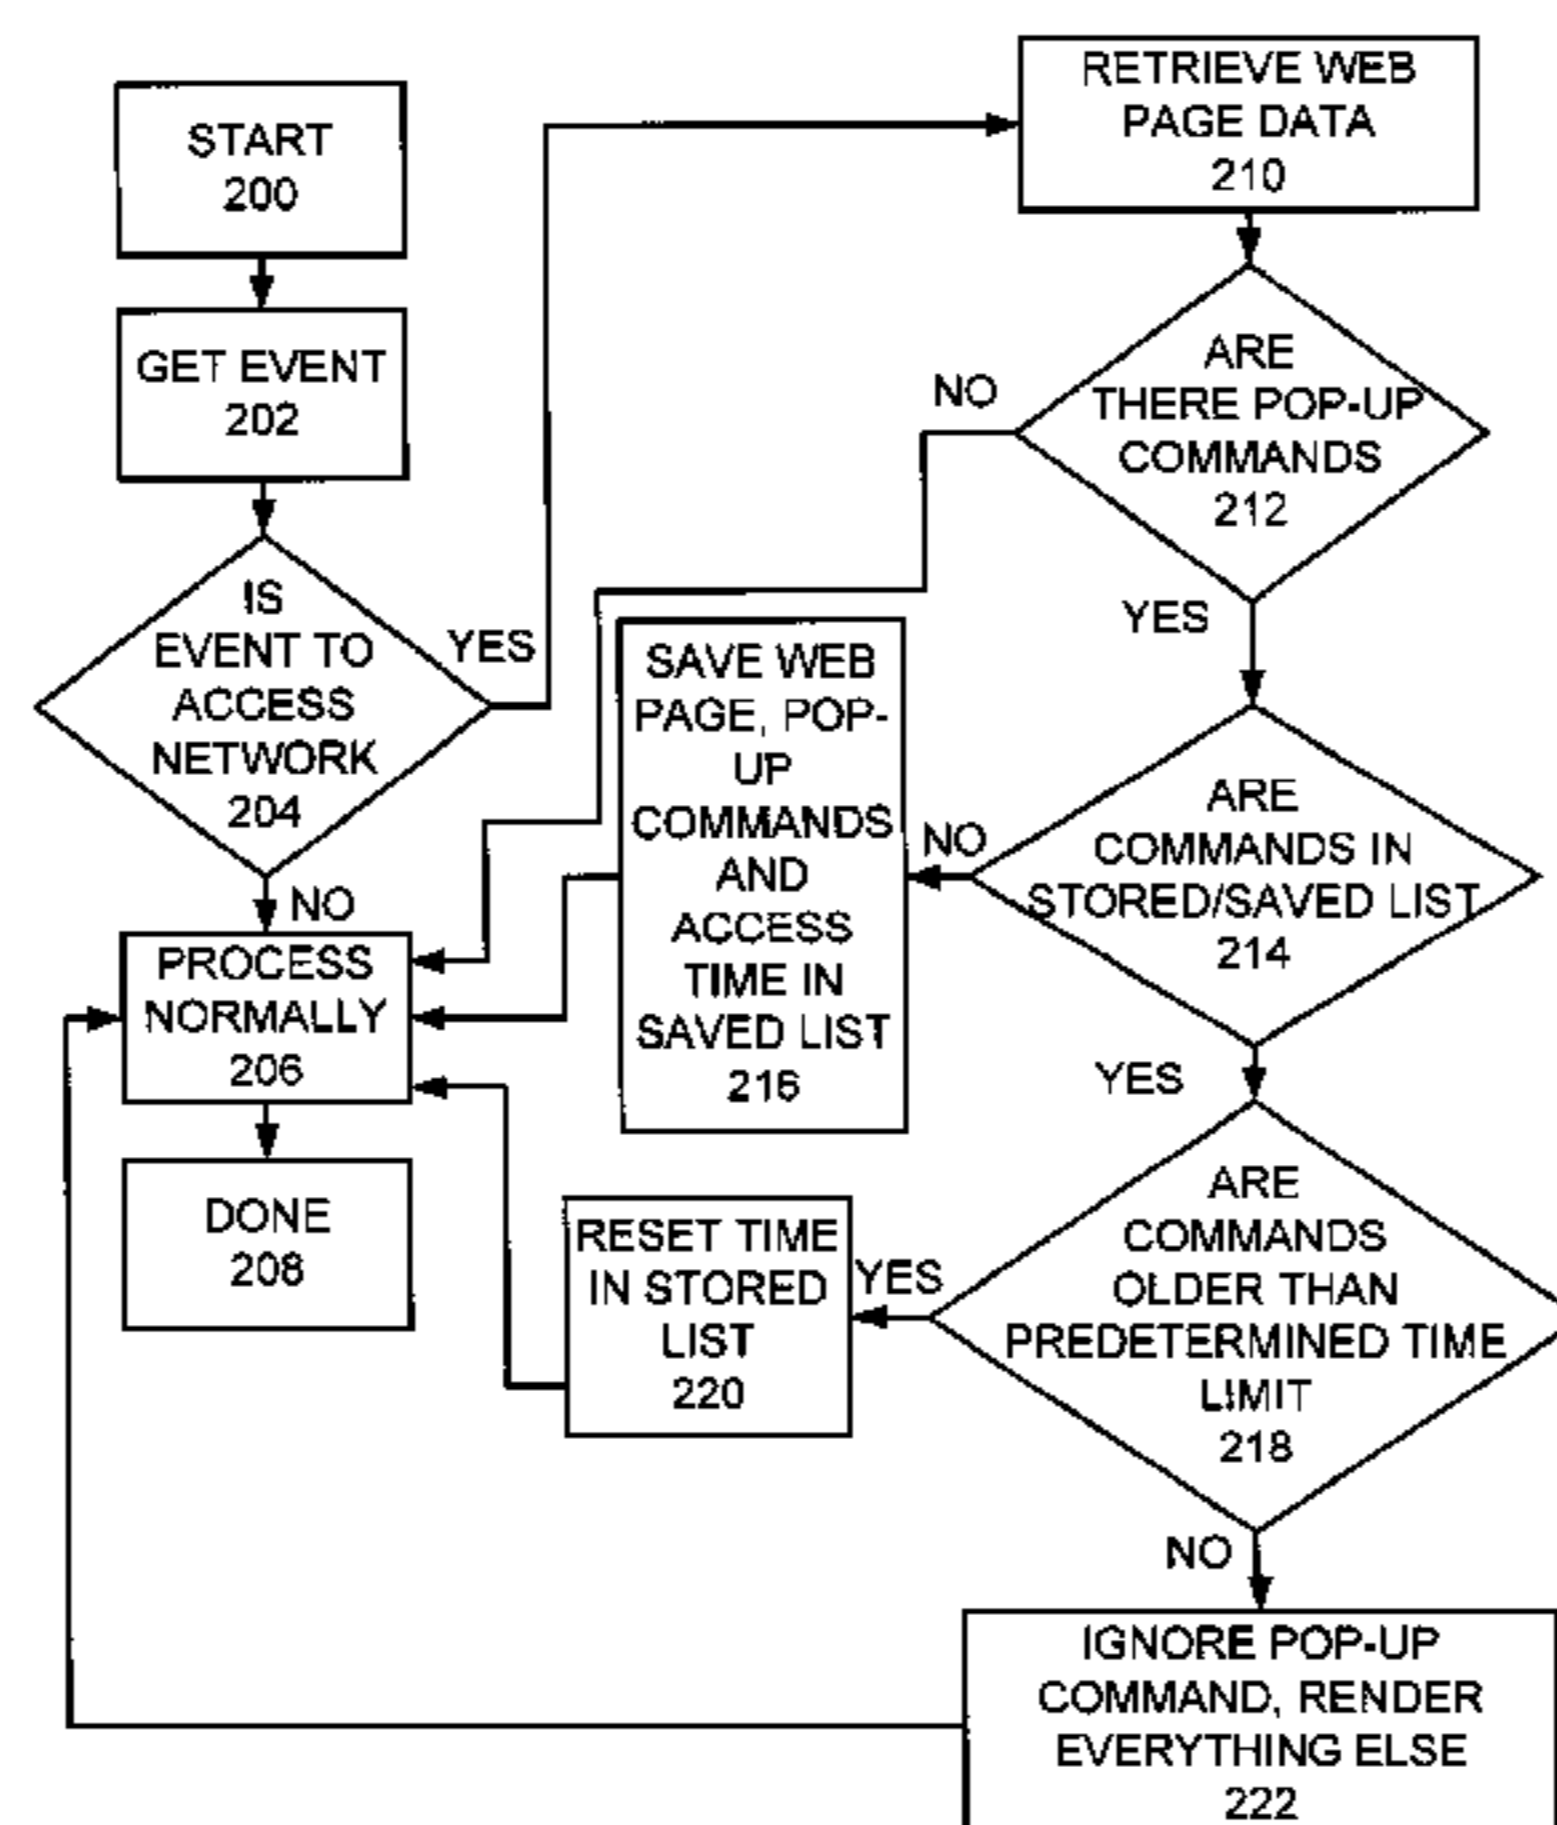 START
200
GET EVENT
202
IS
EVENT TO
ACCESS
NETWORK
204
YES
NO
PROCESS
NORMALLY
206
DONE
208
RETRIEVE WEB
PAGE DATA
210
ARE
THERE POP-UP
COMMANDS
212
NO
YES
ARE
COMMANDS IN
STORED/SAVED LIST
214
NO
SAVE WEB
PAGE, POP-
UP
COMMANDS
AND
ACCESS
TIME IN
SAVED LIST
216
YES
ARE
COMMANDS
OLDER THAN
PREDETERMINED TIME
LIMIT
218
YES
RESET TIME
IN STORED
LIST
220
NO
IGNORE POP-UP
COMMAND, RENDER
EVERYTHING ELSE
222